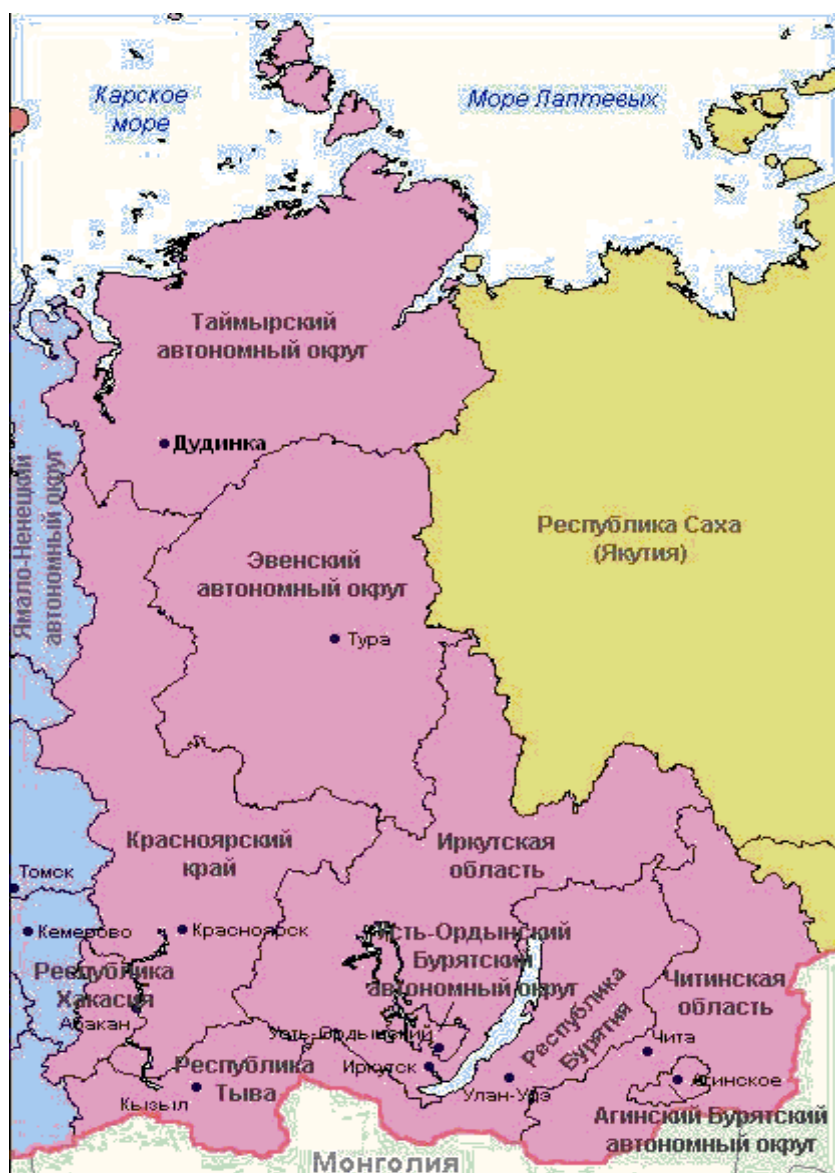 Карское
море
Море Лаптевых
Таймырский
автономный округ
Дудинка
Ямало-Ненецкий
автономный округ
Республика Саха
(Якутия)
Эвенский
автономный округ
Тура
Красноярский
край
Иркутская
область
Томск
Кемерово
Красноярск
Усть-Ордынский
Бурятский
автономный округ
Республика
Хакасия
Абакан
Читинская
область
Республика
Бурятия
Усть-Ордынский
Иркутск
Чита
Республика
Тыва
Кызыл
Улан-Удэ
Агинское
Агинский Бурятский
автономный округ
Монголия